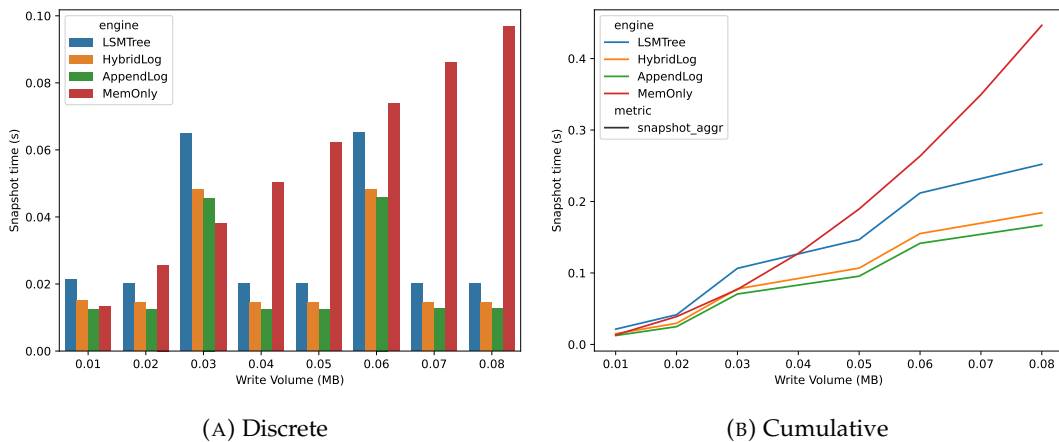 0.10
0.08
0.06
0.04
0.02
0.00
Snapshot time (s)
engine
LSMTree
HybridLog
AppendLog
MemOnly
0.01 0.02 0.03 0.04 0.05 0.06 0.07 0.08
Write Volume (MB)
(A) Discrete
0.4
0.3
0.2
0.1
0.0
Snapshot time (s)
engine
LSMTree
HybridLog
AppendLog
MemOnly
metric
snapshot_aggr
0.01 0.02 0.03 0.04 0.05 0.06 0.07 0.08
Write Volume (MB)
(B) Cumulative